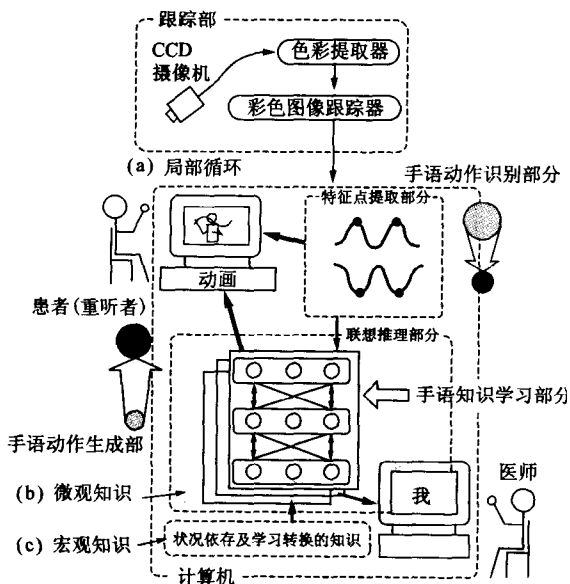 跟踪部
CCD
摄像机
色彩提取器
彩色图像跟踪器
(a) 局部循环
手语动作识别部分
特征点提取部分
动画
患者(重听者)
联想推理部分
手语知识学习部分
手语动作生成部
医师
我
(b) 微观知识
(c) 宏观知识
状况依存及学习转换的知识
计算机